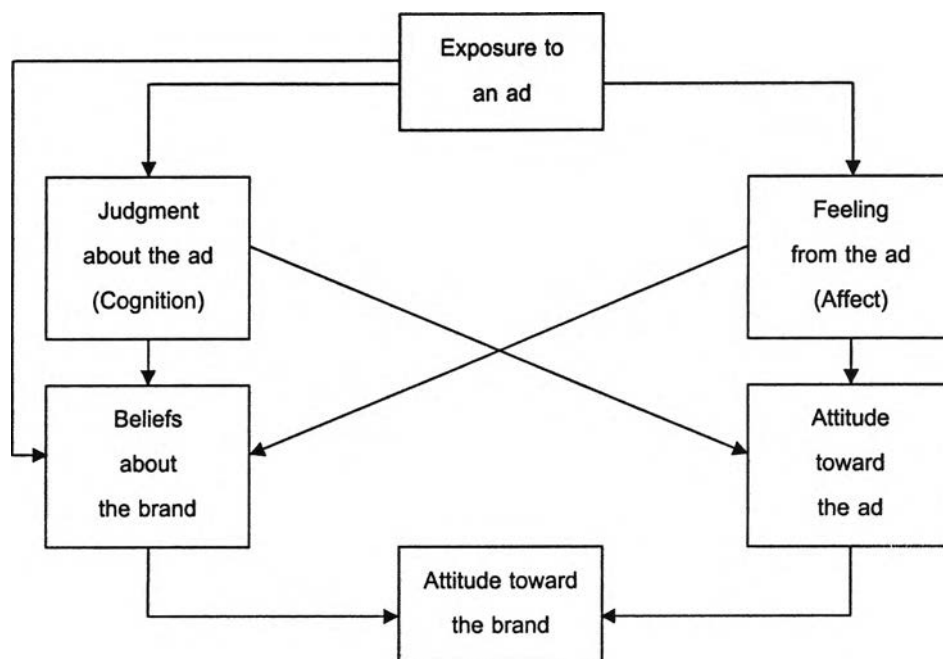 Exposure to
an ad
Judgment
about the ad
(Cognition)
Feeling
from the ad
(Affect)
Beliefs
about
the brand
Attitude
toward
the ad
Attitude toward
the brand